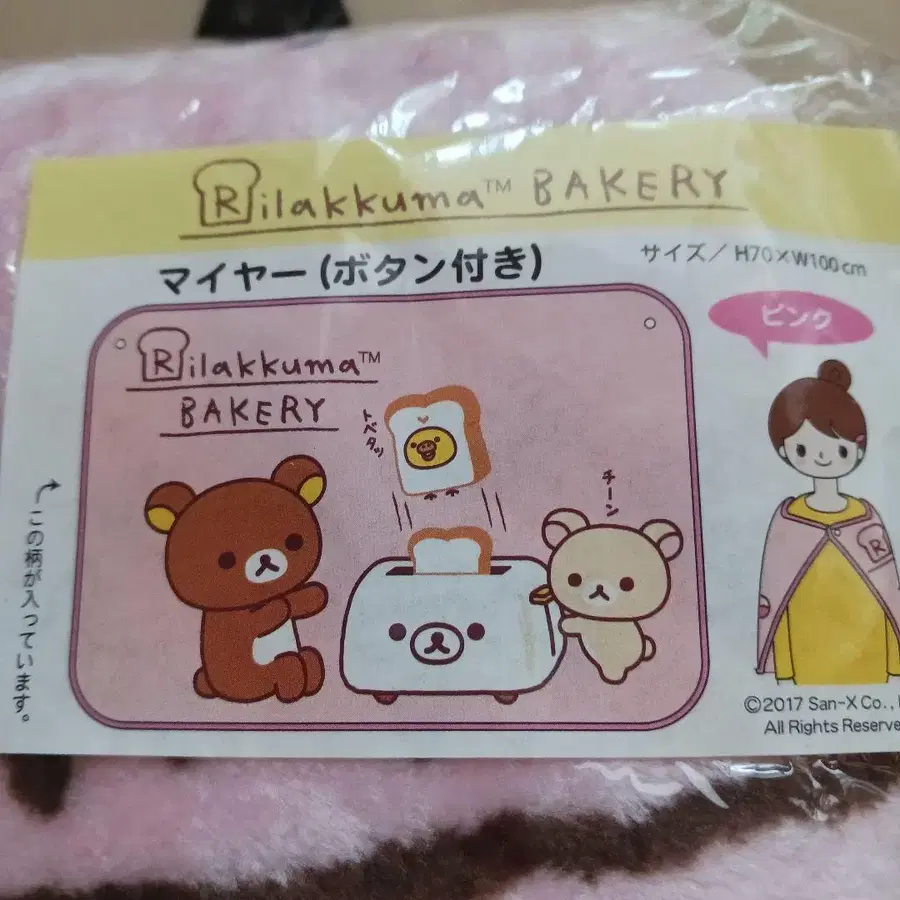 Rilakkuma™ BAKERY
マイヤー(ボタン付き)
サイズ/ H70×W100cm
ピンク
Rilakkuma™
BAKERY
トベタッ
チーン
R
この柄が入っています。
©2017 San-X Co.,
All Rights Reserve